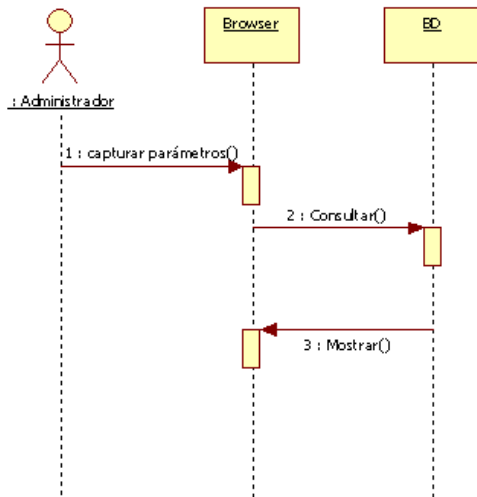 Browser
BD
: Administrador
1 : capturar parámetros()
2 : Consultar()
3 : Mostrar()